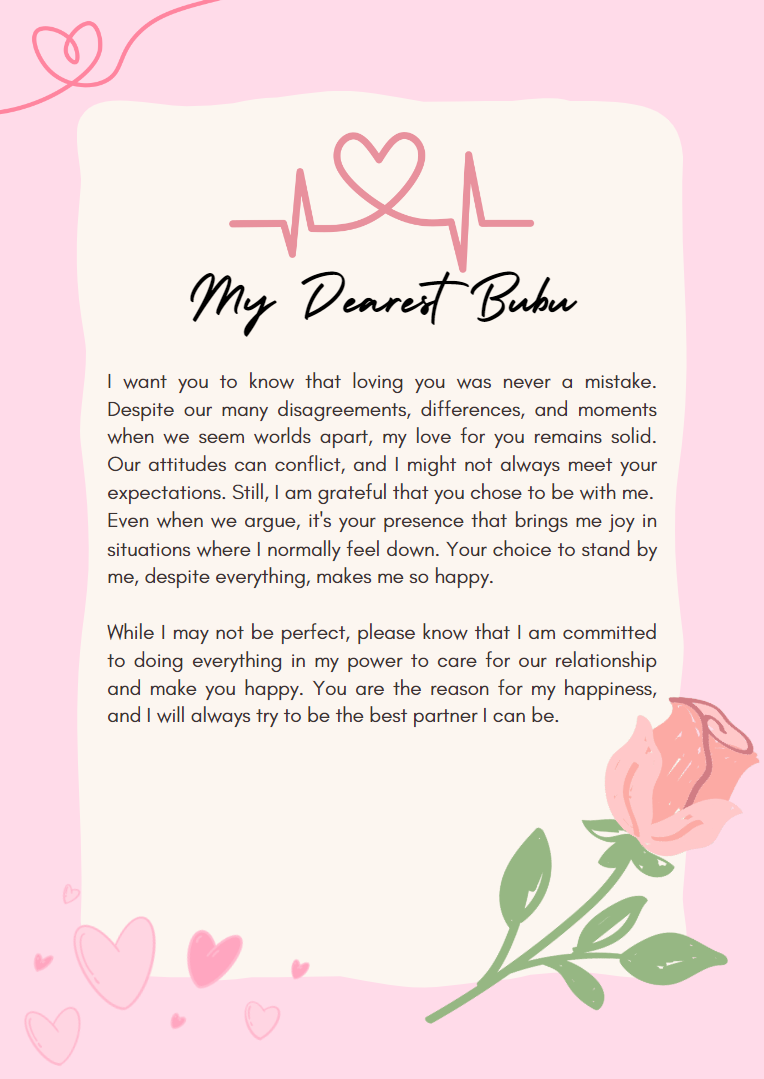 My Dearest Bubu
I want you to know that loving you was never a mistake.
Despite our many disagreements, differences, and moments
when we seem worlds apart, my love for you remains solid.
Our attitudes can conflict, and I might not always meet your
expectations. Still, I am grateful that you chose to be with me.
Even when we argue, it's your presence that brings me joy in
situations where I normally feel down. Your choice to stand by
me, despite everything, makes me so happy.
While I may not be perfect, please know that I am committed
to doing everything in my power to care for our relationship
and make you happy. You are the reason for my happiness,
and I will always try to be the best partner I can be.